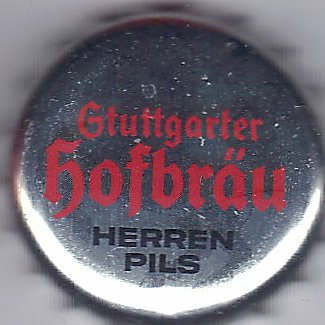 Stuttgarter
Hofbräu
HERREN
PILS